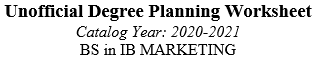 Unofficial Degree Planning Worksheet
Catalog Year: 2020-2021
BS in IB MARKETING